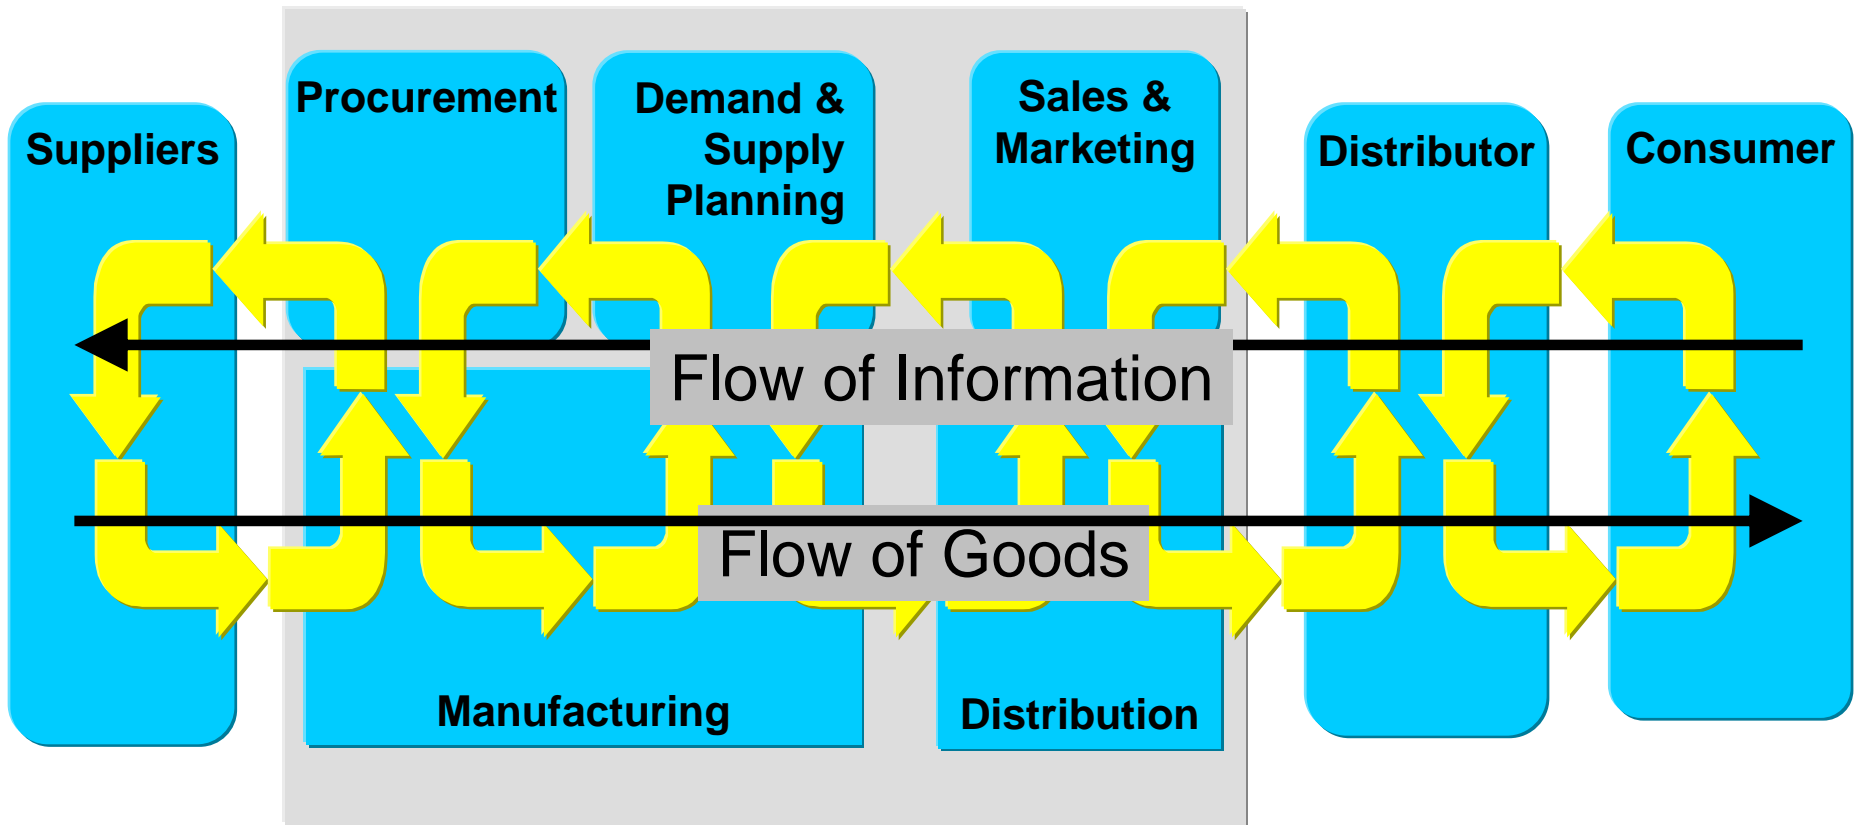 Suppliers
Procurement
Demand &
Supply
Planning
Sales &
Marketing
Distributor
Consumer
Flow of Information
Flow of Goods
Manufacturing
Distribution